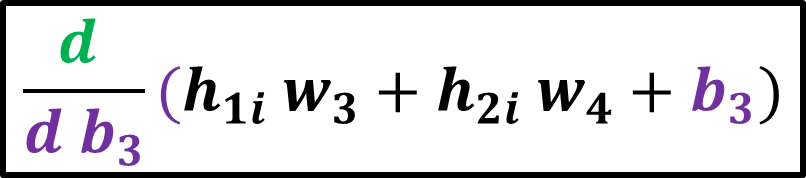 d
d b₃ (h₁ᵢ w₃ + h₂ᵢ w₄ + b₃)